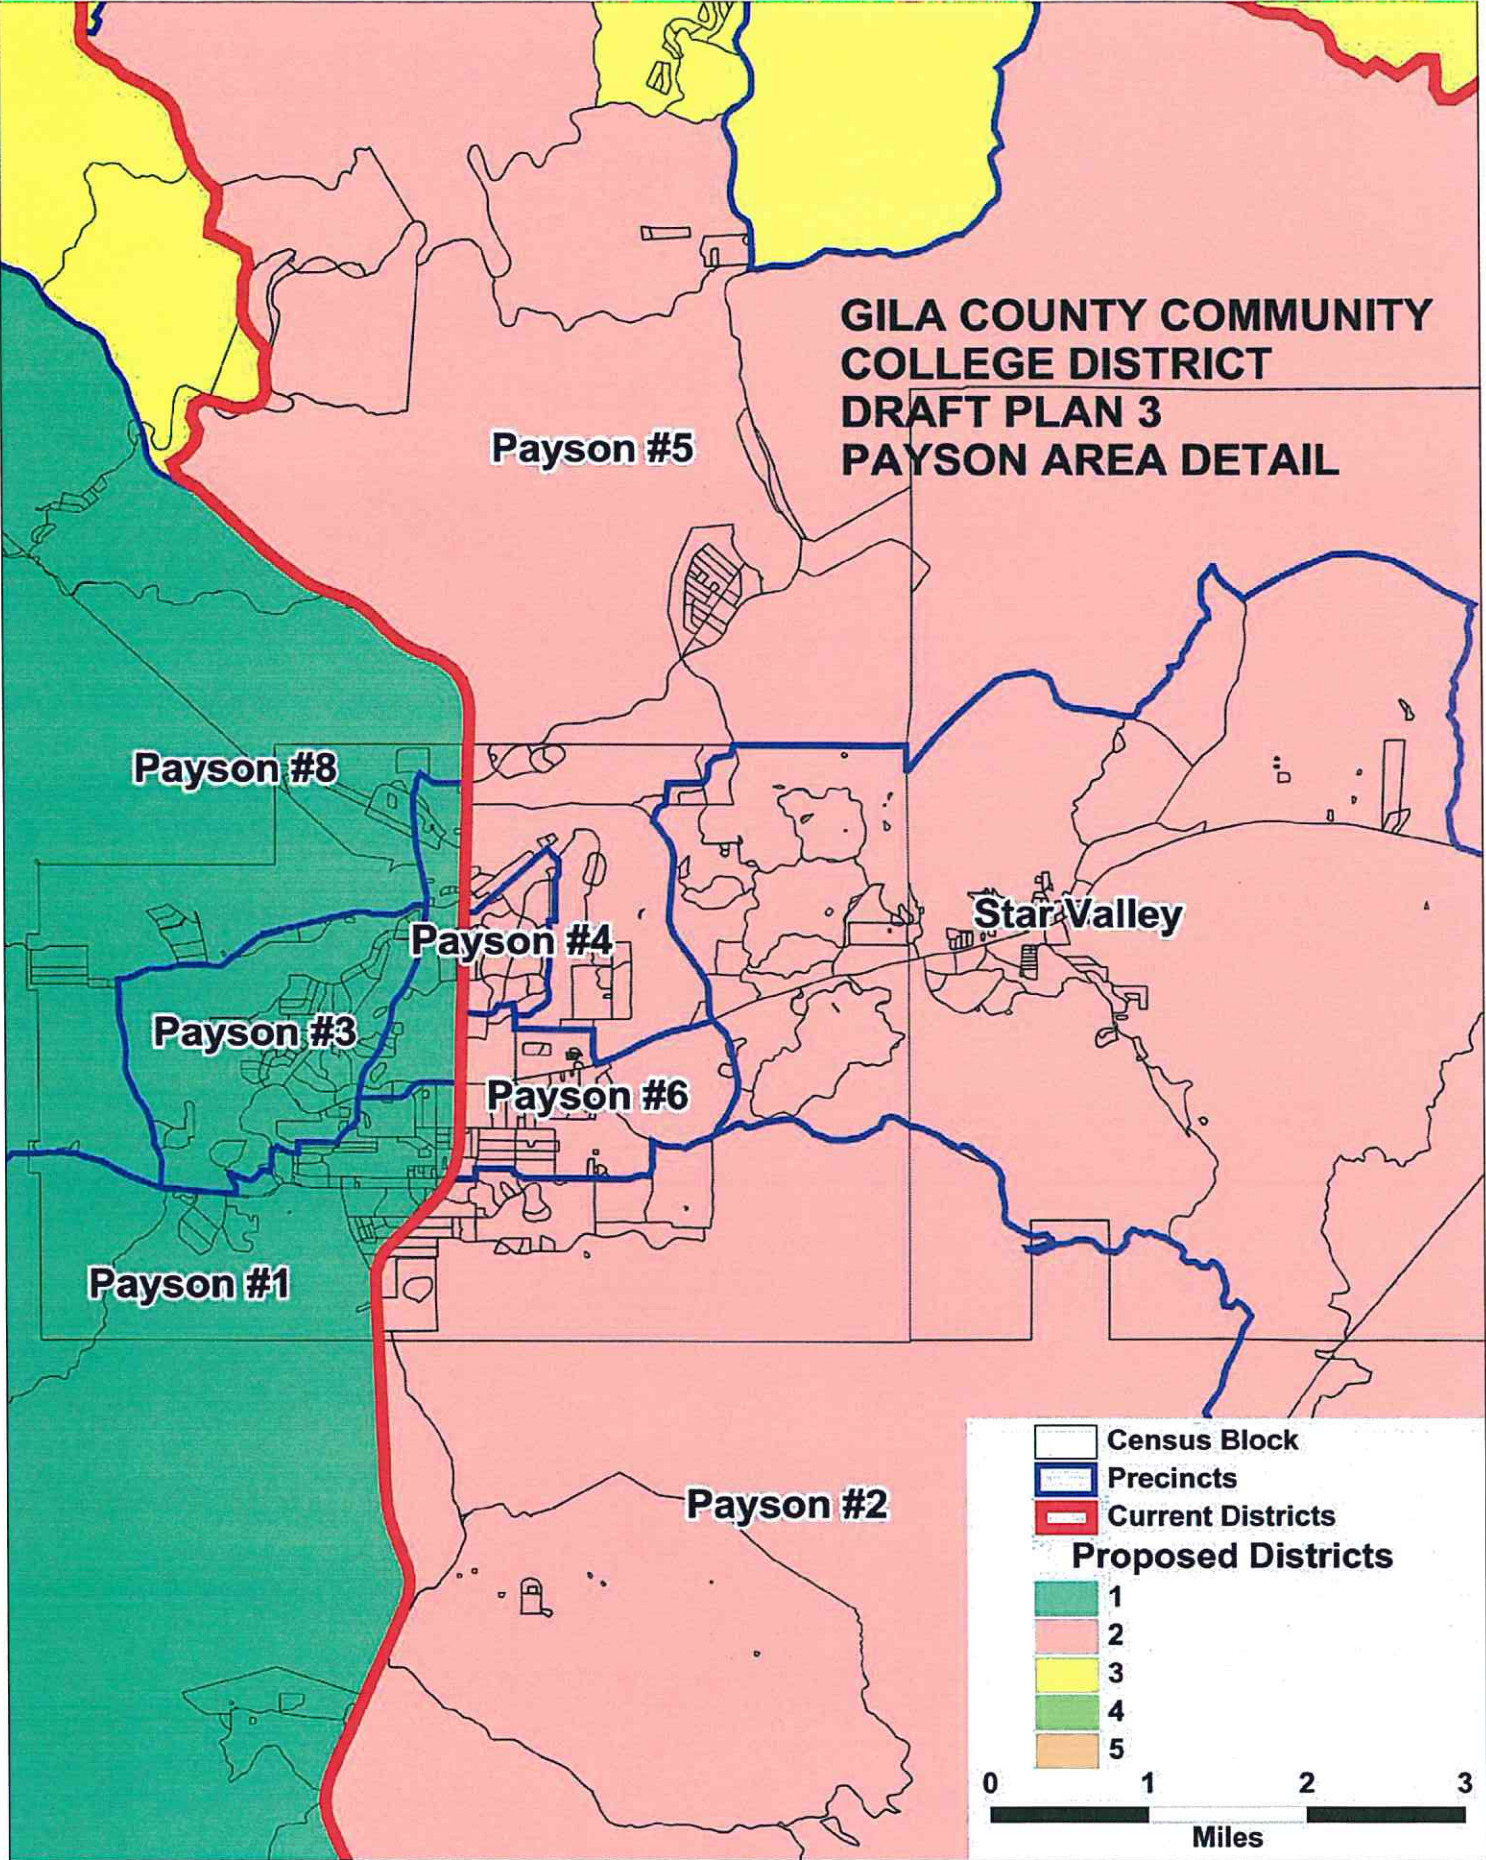 GILA COUNTY COMMUNITY
COLLEGE DISTRICT
DRAFT PLAN 3
PAYSON AREA DETAIL
Payson #5
Payson #8
Star Valley
Payson #4
Payson #3
Payson #6
Payson #1
Payson #2
Census Block
Precincts
Current Districts
Proposed Districts
1
2
3
4
5
0 1 2 3
Miles